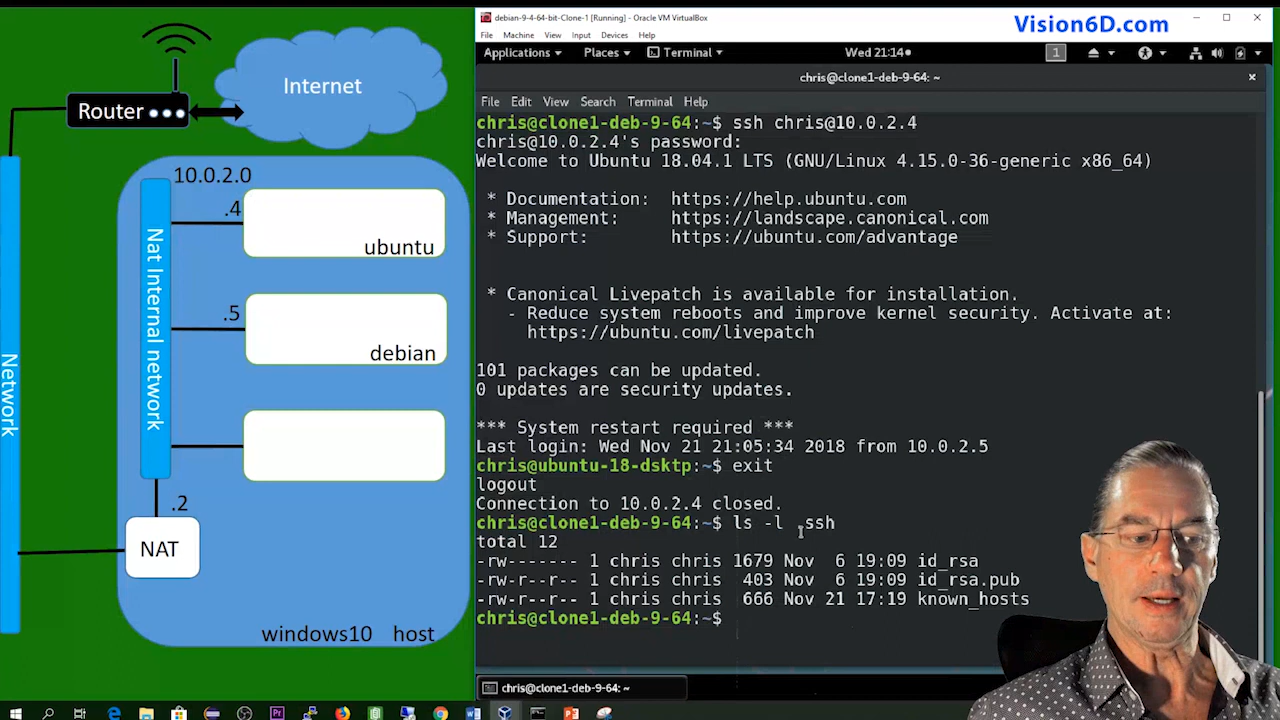 debian-9-4-64-bit-Clone-1 [Running] - Oracle VM VirtualBox
Vision6D.com
File Machine View Input Devices Help
Applications Places Terminal Wed 21:14 1
chris@clone1-deb-9-64: ~
File Edit View Search Terminal Help
chris@clone1-deb-9-64:~$ ssh chris@10.0.2.4
chris@10.0.2.4's password:
Welcome to Ubuntu 18.04.1 LTS (GNU/Linux 4.15.0-36-generic x86_64)
* Documentation: https://help.ubuntu.com
* Management: https://landscape.canonical.com
* Support: https://ubuntu.com/advantage
* Canonical Livepatch is available for installation.
- Reduce system reboots and improve kernel security. Activate at:
https://ubuntu.com/livepatch
101 packages can be updated.
0 updates are security updates.
*** System restart required ***
Last login: Wed Nov 21 21:05:34 2018 from 10.0.2.5
chris@ubuntu-18-dsktp:~$ exit
logout
Connection to 10.0.2.4 closed.
chris@clone1-deb-9-64:~$ ls -l .ssh
total 12
-rw------- 1 chris chris 1679 Nov 6 19:09 id_rsa
-rw-r--r-- 1 chris chris 403 Nov 6 19:09 id_rsa.pub
-rw-r--r-- 1 chris chris 666 Nov 21 17:19 known_hosts
chris@clone1-deb-9-64:~$
chris@clone1-deb-9-64: ~
Internet
Router
10.0.2.0
.4
ubuntu
Nat Internal network
.5
debian
Network
.2
NAT
windows10 host